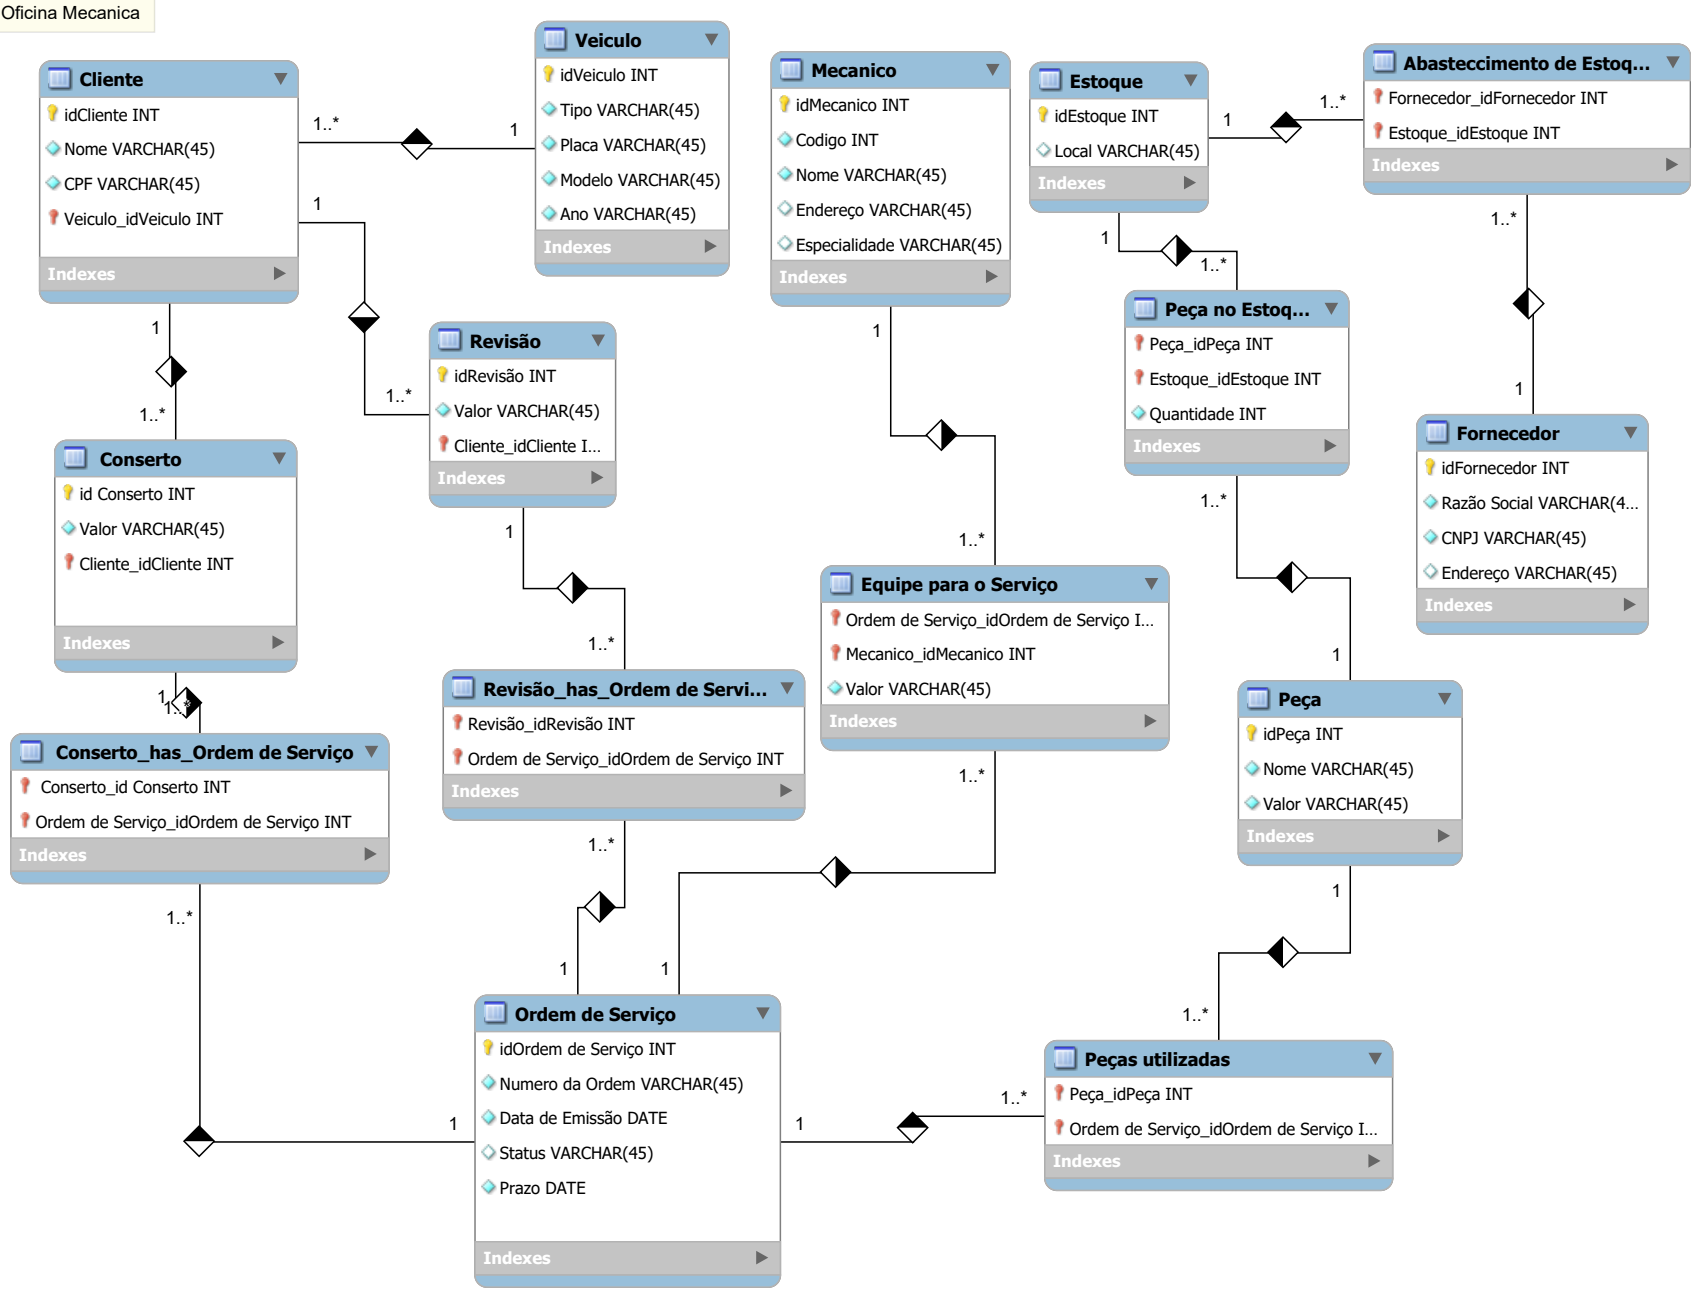 Oficina Mecanica
Cliente
idCliente INT
Nome VARCHAR(45)
CPF VARCHAR(45)
Veiculo_idVeiculo INT
Indexes
1..*
1
Veiculo
idVeiculo INT
Tipo VARCHAR(45)
Placa VARCHAR(45)
Modelo VARCHAR(45)
Ano VARCHAR(45)
Indexes
Mecanico
idMecanico INT
Codigo INT
Nome VARCHAR(45)
Endereço VARCHAR(45)
Especialidade VARCHAR(45)
Indexes
Estoque
idEstoque INT
Local VARCHAR(45)
Indexes
1
1..*
Abasteccimento de Estoq...
Fornecedor_idFornecedor INT
Estoque_idEstoque INT
Indexes
1
1..*
1
1..*
1
1..*
1..*
1
Revisão
idRevisão INT
Valor VARCHAR(45)
Cliente_idCliente I...
Indexes
Peça no Estoq...
Peça_idPeça INT
Estoque_idEstoque INT
Quantidade INT
Indexes
Conserto
id Conserto INT
Valor VARCHAR(45)
Cliente_idCliente INT
Indexes
Fornecedor
idFornecedor INT
Razão Social VARCHAR(4...
CNPJ VARCHAR(45)
Endereço VARCHAR(45)
Indexes
1
1..*
1
1..*
1..*
1
Equipe para o Serviço
Ordem de Serviço_idOrdem de Serviço I...
Mecanico_idMecanico INT
Valor VARCHAR(45)
Indexes
1
1..*
Revisão_has_Ordem de Servi...
Revisão_idRevisão INT
Ordem de Serviço_idOrdem de Serviço INT
Indexes
Peça
idPeça INT
Nome VARCHAR(45)
Valor VARCHAR(45)
Indexes
Conserto_has_Ordem de Serviço
Conserto_id Conserto INT
Ordem de Serviço_idOrdem de Serviço INT
Indexes
1..*
1
1..*
1
1..*
1
1
1..*
Ordem de Serviço
idOrdem de Serviço INT
Numero da Ordem VARCHAR(45)
Data de Emissão DATE
Status VARCHAR(45)
Prazo DATE
Indexes
1
1..*
Peças utilizadas
Peça_idPeça INT
Ordem de Serviço_idOrdem de Serviço I...
Indexes